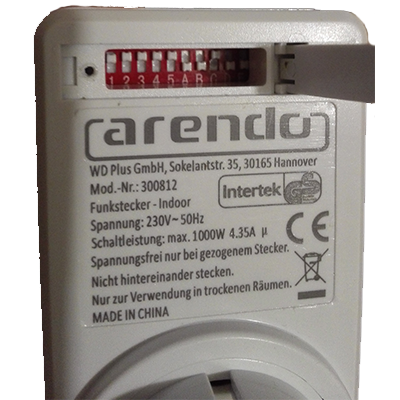 1 2 3 4 5 A B C
arendo
WD Plus GmbH, Sokelantstr. 35, 30165 Hannover
Mod.-Nr.: 300812
Funkstecker - Indoor
Intertek GS
Spannung: 230V~50Hz
Schaltleistung: max. 1000W 4.35A µ
CE
Spannungsfrei nur bei gezogenem Stecker.
Nicht hintereinander stecken.
Nur zur Verwendung in trockenen Räumen.
MADE IN CHINA